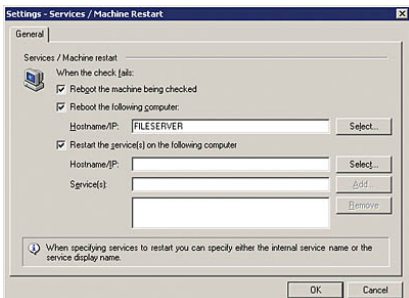 Settings - Services / Machine Restart
General
Services / Machine restart
When the check fails:
Reboot the machine being checked
Reboot the following computer:
Hostname/IP: FILESERVER Select...
Restart the service(s) on the following computer
Hostname/IP: Select...
Service(s): Add...
Remove
When specifying services to restart you can specify either the internal service name or the
service display name.
OK Cancel